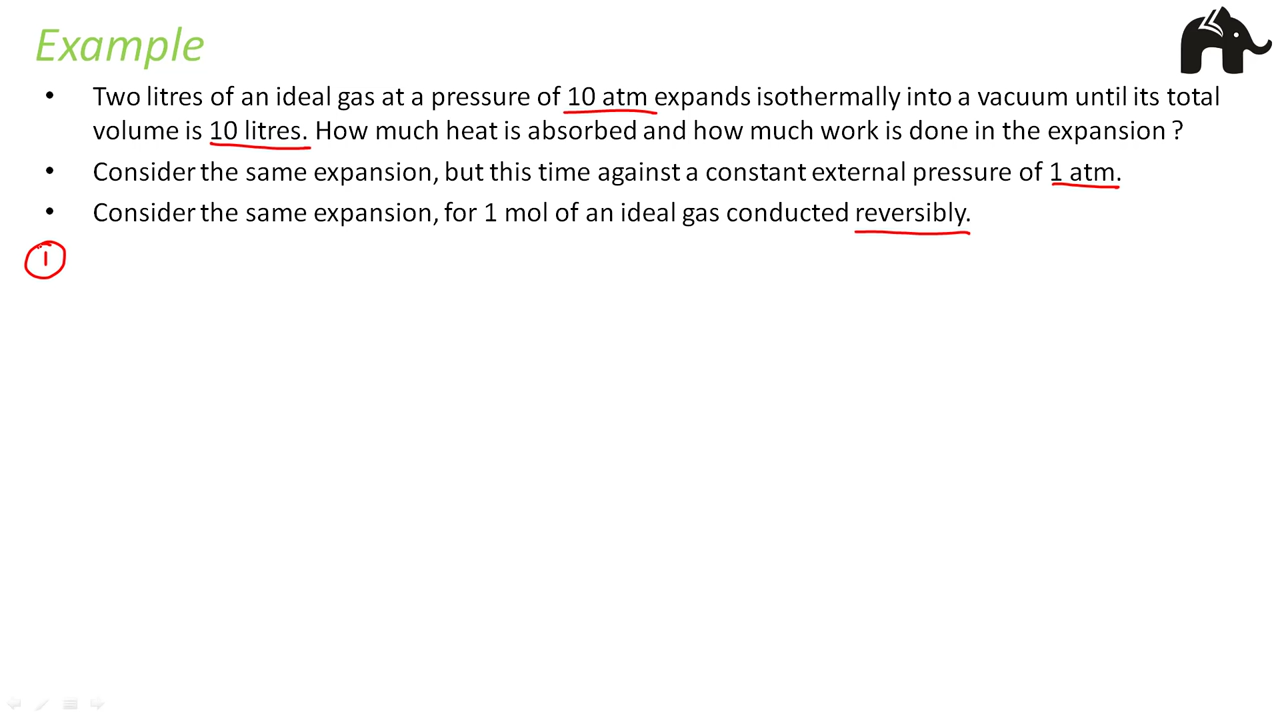 Example
• Two litres of an ideal gas at a pressure of 10 atm expands isothermally into a vacuum until its total
volume is 10 litres. How much heat is absorbed and how much work is done in the expansion ?
• Consider the same expansion, but this time against a constant external pressure of 1 atm.
• Consider the same expansion, for 1 mol of an ideal gas conducted reversibly.
1